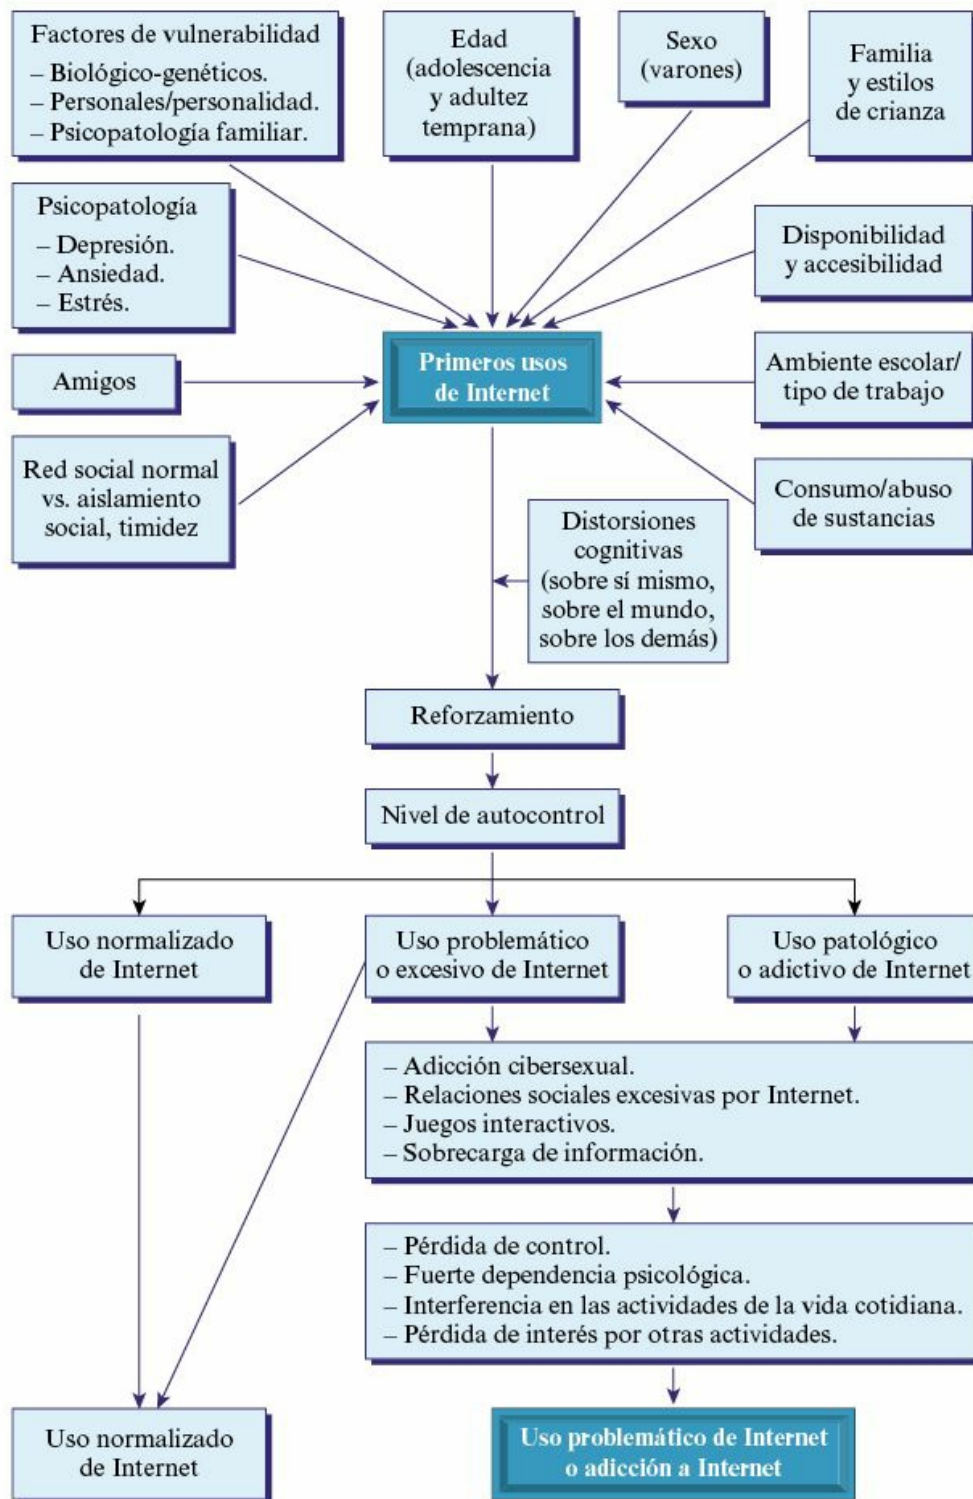 Factores de vulnerabilidad
– Biológico-genéticos.
– Personales/personalidad.
– Psicopatología familiar.
Edad
(adolescencia
y adultez
temprana)
Sexo
(varones)
Familia
y estilos
de crianza
Psicopatología
– Depresión.
– Ansiedad.
– Estrés.
Disponibilidad
y accesibilidad
Amigos
Primeros usos
de Internet
Ambiente escolar/
tipo de trabajo
Red social normal
vs. aislamiento
social, timidez
Consumo/abuso
de sustancias
Distorsiones
cognitivas
(sobre sí mismo,
sobre el mundo,
sobre los demás)
Reforzamiento
Nivel de autocontrol
Uso normalizado
de Internet
Uso problemático
o excesivo de Internet
Uso patológico
o adictivo de Internet
– Adicción cibersexual.
– Relaciones sociales excesivas por Internet.
– Juegos interactivos.
– Sobrecarga de información.
– Pérdida de control.
– Fuerte dependencia psicológica.
– Interferencia en las actividades de la vida cotidiana.
– Pérdida de interés por otras actividades.
Uso normalizado
de Internet
Uso problemático de Internet
o adicción a Internet